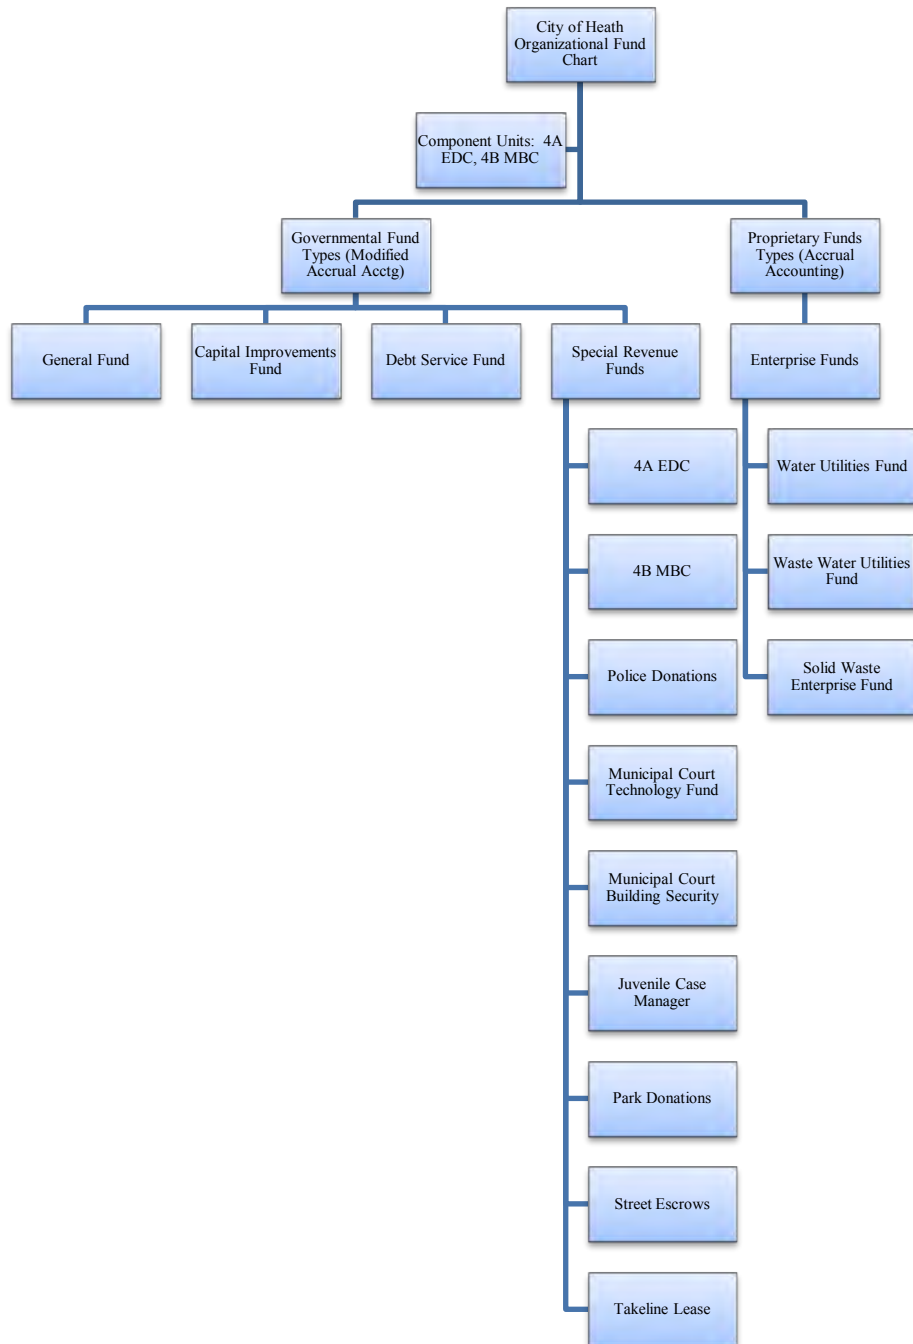 City of Heath
Organizational Fund
Chart
Component Units:  4A
EDC, 4B MBC
Governmental Fund
Types (Modified
Accrual Acctg)
Proprietary Funds
Types (Accrual
Accounting)
General Fund
Capital Improvements
Fund
Debt Service Fund
Special Revenue
Funds
Enterprise Funds
4A EDC
Water Utilities Fund
4B MBC
Waste Water Utilities
Fund
Police Donations
Solid Waste
Enterprise Fund
Municipal Court
Technology Fund
Municipal Court
Building Security
Juvenile Case
Manager
Park Donations
Street Escrows
Takeline Lease